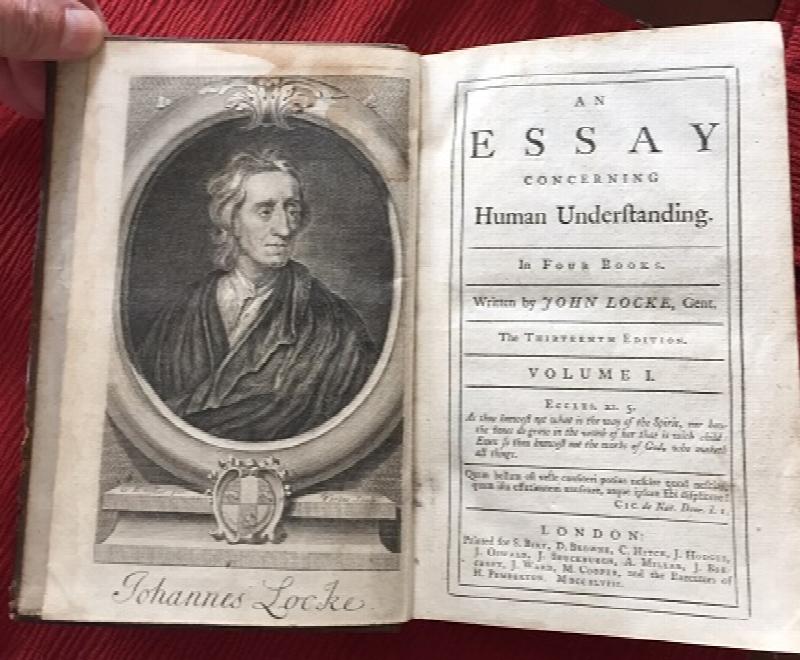 Johannes Locke.
AN
ESSAY
CONCERNING
Human Underſtanding.
In FOUR BOOKS.
Written by JOHN LOCKE, Gent.
The THIRTEENTH EDITION.
VOLUME I.
ECCLES. XI. 5.
As thou knoweſt not what is the way of the Spirit, nor how
the bones do grow in the womb of her that is with child:
Even ſo thou knoweſt not the works of God, who maketh
all things.
Quam bellum eſt velle confiteri potius neſcire quod neſcias,
quam iſta effutientem nauſeare, atque ipſum ſibi diſplicere!
CIC. de Nat. Deor. l. 1.
LONDON:
Printed for S. BIRT, D. BROWNE, C. HITCH, J. HODGES,
J. OSWALD, J. SHUCKBURGH, A. MILLAR, J. BEE-
CROFT, J. WARD, M. COOPER, and the Executors of
H. PEMBERTON. MDCCXLVIII.